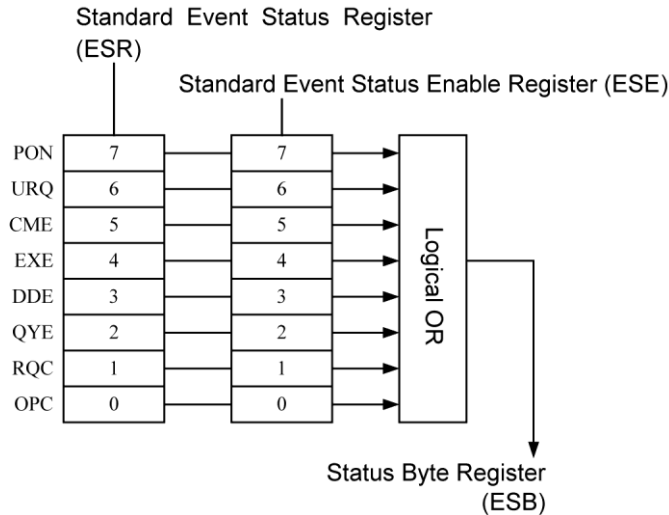 Standard Event Status Register
(ESR)
Standard Event Status Enable Register (ESE)
PON 7 7
URQ 6 6
CME 5 5
EXE 4 4
DDE 3 3
QYE 2 2
RQC 1 1
OPC 0 0
Logical OR
Status Byte Register
(ESB)